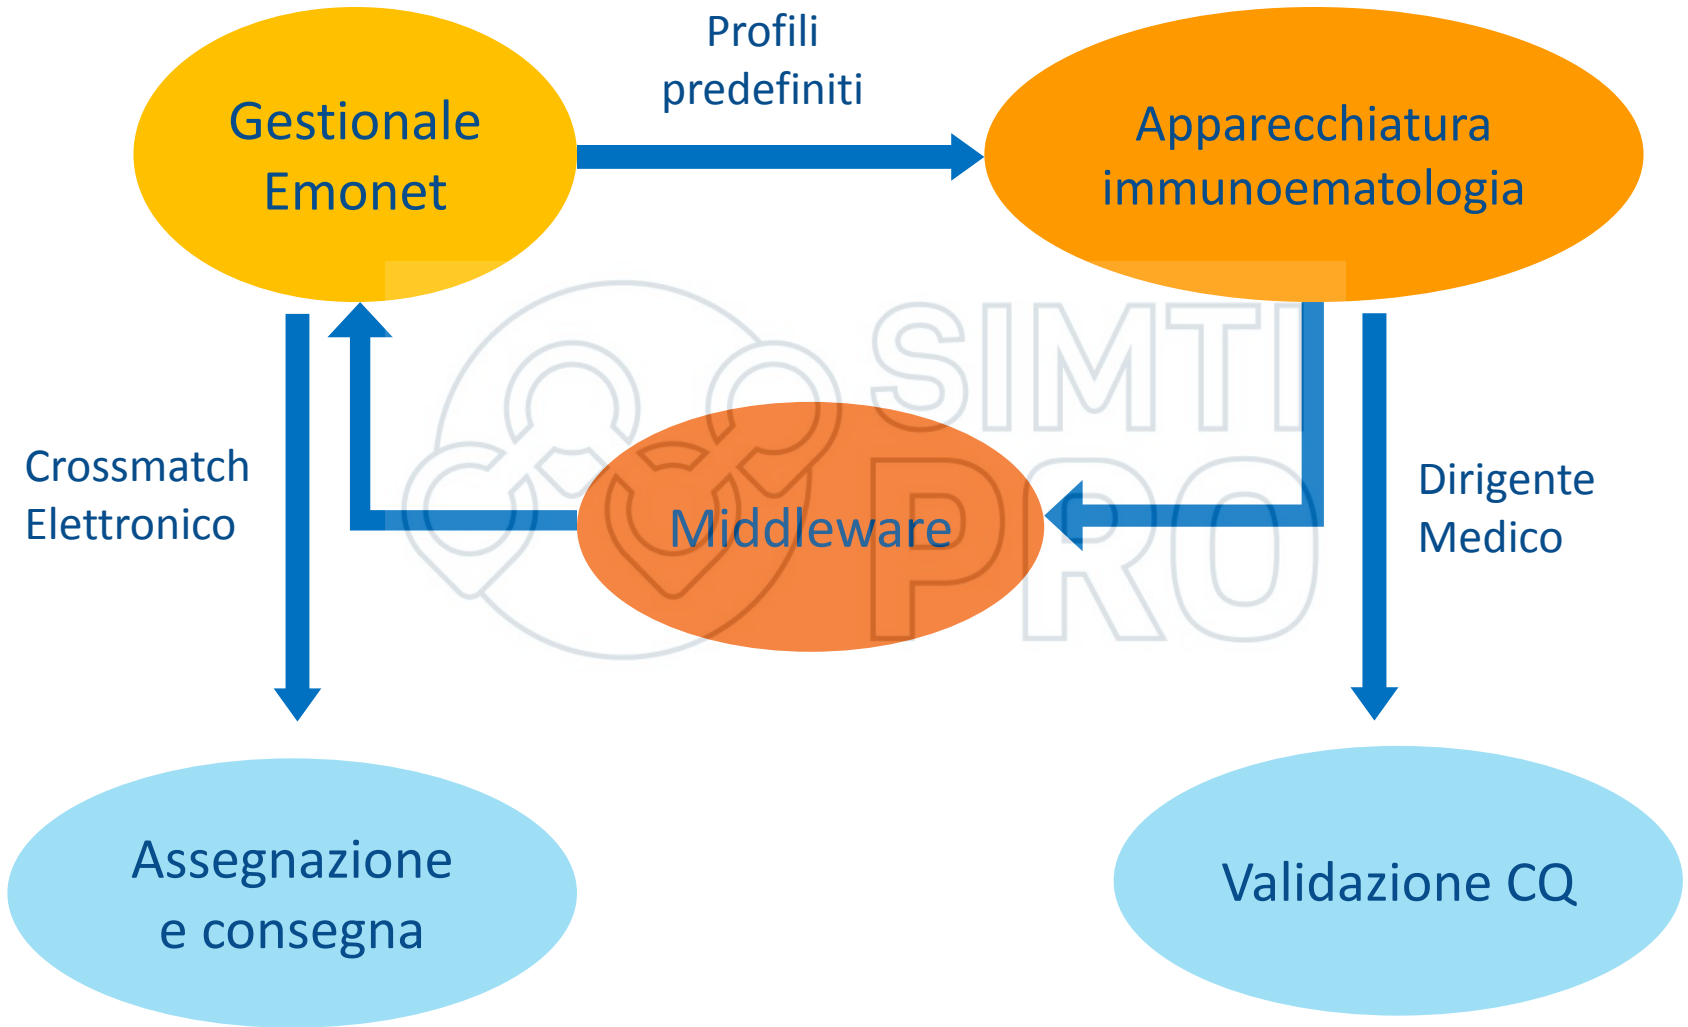 Profili
predefiniti
Gestionale
Emonet
Apparecchiatura
immunoematologia
SIMTI
PRO
Crossmatch
Elettronico
Middleware
Dirigente
Medico
Assegnazione
e consegna
Validazione CQ